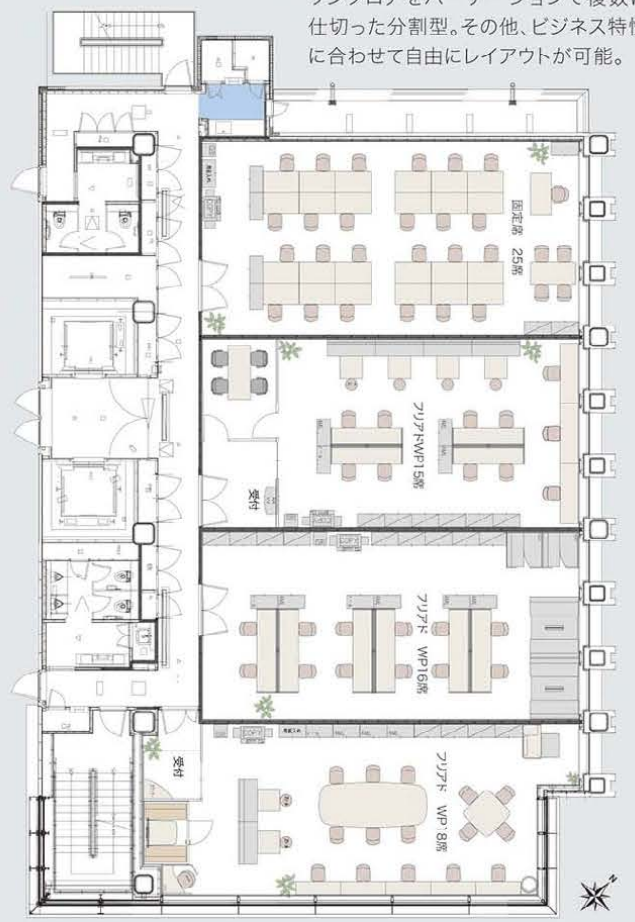 仕切った分割型。その他、ビジネス特性
に合わせて自由にレイアウトが可能。
固定席 25席
フリアドWP15席
受付
フリアド WP16席
受付
フリアド WP18席